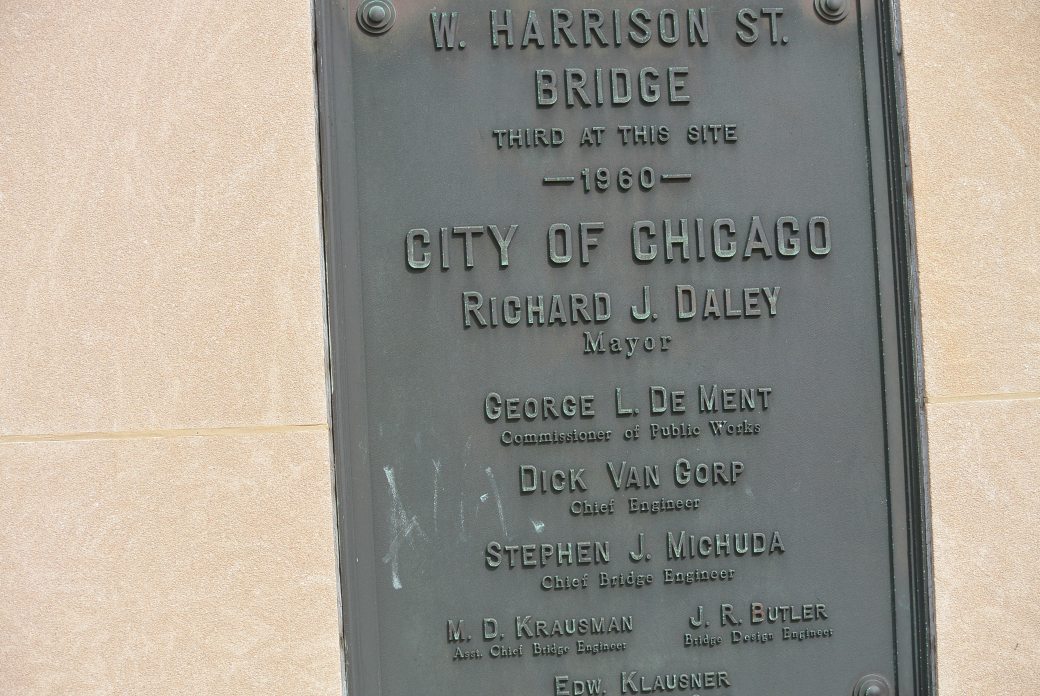 W. HARRISON ST.
BRIDGE
THIRD AT THIS SITE
—1960—
CITY OF CHICAGO
RICHARD J. DALEY
Mayor
GEORGE L. DE MENT
Commissioner of Public Works
DICK VAN GORP
Chief Engineer
STEPHEN J. MICHUDA
Chief Bridge Engineer
M. D. KRAUSMAN
Asst. Chief Bridge Engineer
J. R. BUTLER
Bridge Design Engineer
EDW. KLAUSNER